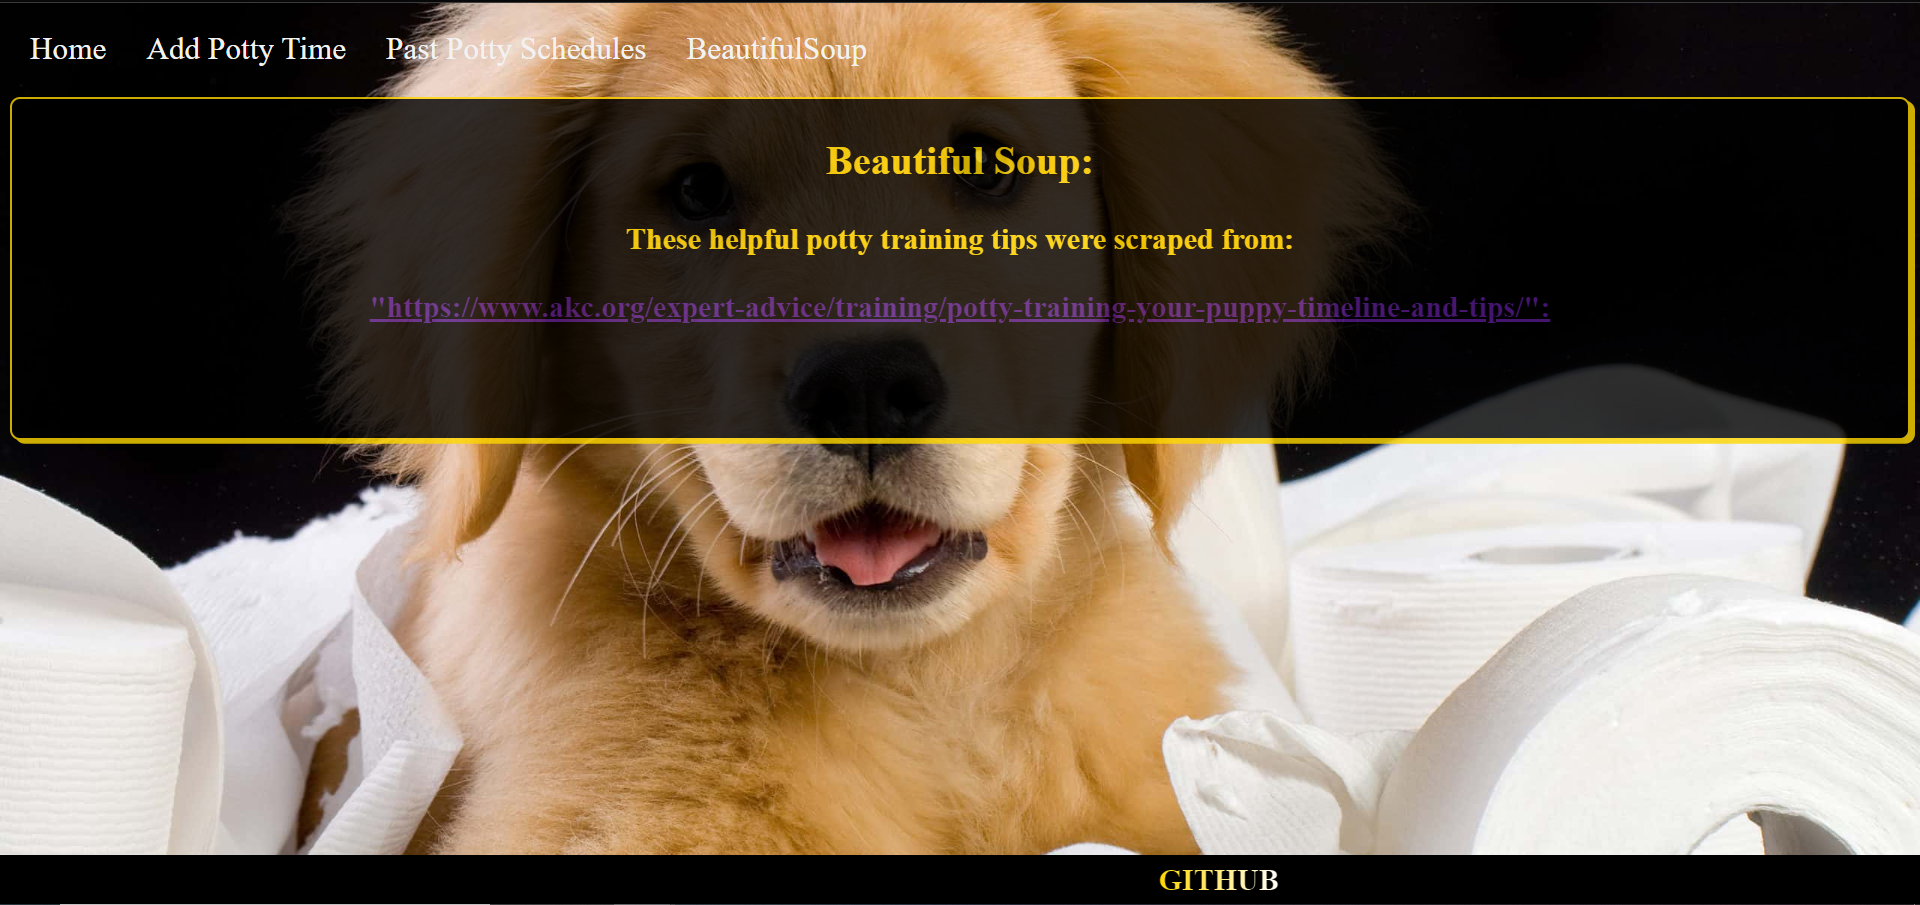 Home Add Potty Time Past Potty Schedules BeautifulSoup
Beautiful Soup:
These helpful potty training tips were scraped from:
"https://www.akc.org/expert-advice/training/potty-training-your-puppy-timeline-and-tips/":
GITHUB